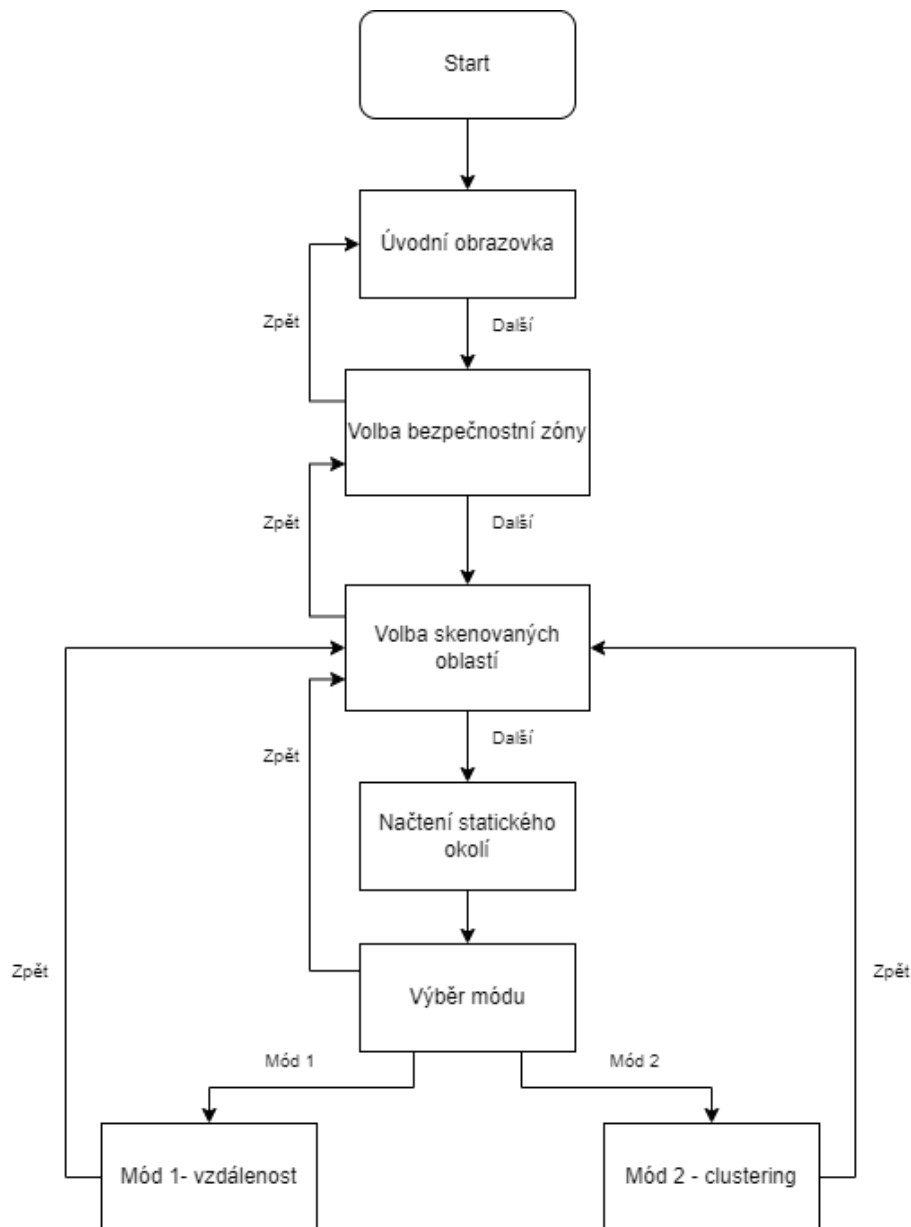 Start
Úvodní obrazovka
Zpět
Další
Volba bezpečnostní zóny
Zpět
Další
Volba skenovaných
oblastí
Zpět
Další
Načtení statického
okolí
Zpět
Výběr módu
Zpět
Mód 1
Mód 2
Mód 1- vzdálenost
Mód 2 - clustering